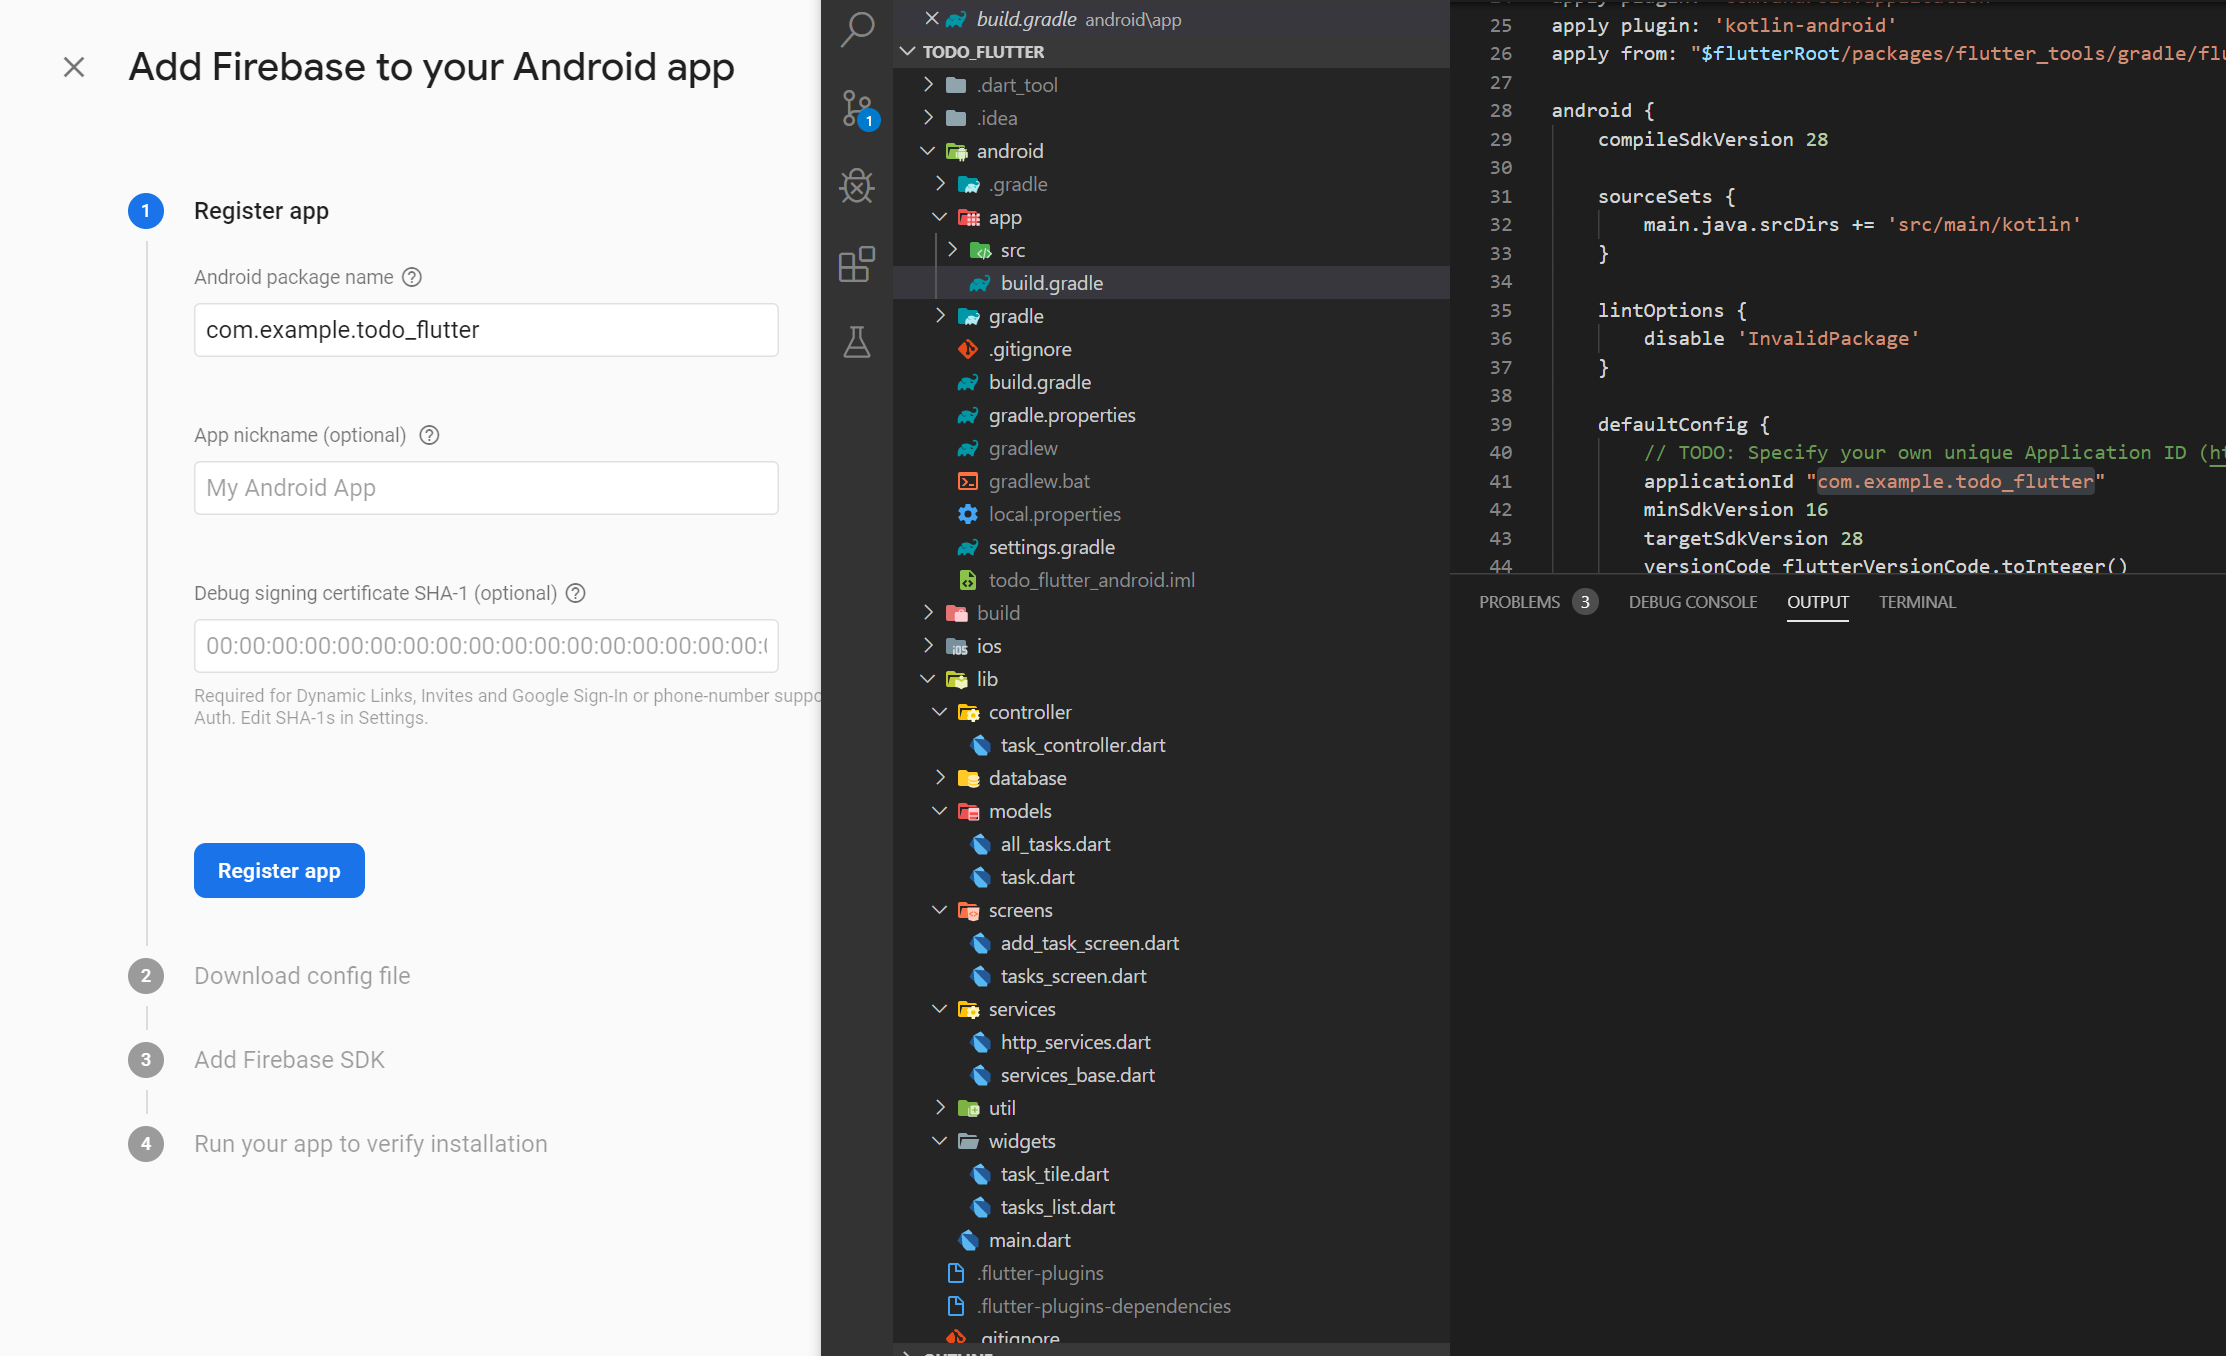 Add Firebase to your Android app
1
Register app
Android package name
com.example.todo_flutter
App nickname (optional)
My Android App
Debug signing certificate SHA-1 (optional)
00:00:00:00:00:00:00:00:00:00:00:00:00:00:00:00:00:
Required for Dynamic Links, Invites and Google Sign-In or phone-number suppo
Auth. Edit SHA-1s in Settings.
Register app
2
Download config file
3
Add Firebase SDK
4
Run your app to verify installation
1
build.gradle android\app
TODO_FLUTTER
.dart_tool
.idea
android
.gradle
app
src
build.gradle
gradle
.gitignore
build.gradle
gradle.properties
gradlew
gradlew.bat
local.properties
settings.gradle
todo_flutter_android.iml
build
ios
lib
controller
task_controller.dart
database
models
all_tasks.dart
task.dart
screens
add_task_screen.dart
tasks_screen.dart
services
http_services.dart
services_base.dart
util
widgets
task_tile.dart
tasks_list.dart
main.dart
.flutter-plugins
.flutter-plugins-dependencies
.gitignore
25 apply plugin: 'kotlin-android'
26 apply from: "$flutterRoot/packages/flutter_tools/gradle/flu
27
28 android {
29 compileSdkVersion 28
30
31 sourceSets {
32 main.java.srcDirs += 'src/main/kotlin'
33 }
34
35 lintOptions {
36 disable 'InvalidPackage'
37 }
38
39 defaultConfig {
40 // TODO: Specify your own unique Application ID (ht
41 applicationId "com.example.todo_flutter"
42 minSdkVersion 16
43 targetSdkVersion 28
44 versionCode flutterVersionCode.toInteger()
PROBLEMS 3 DEBUG CONSOLE OUTPUT TERMINAL